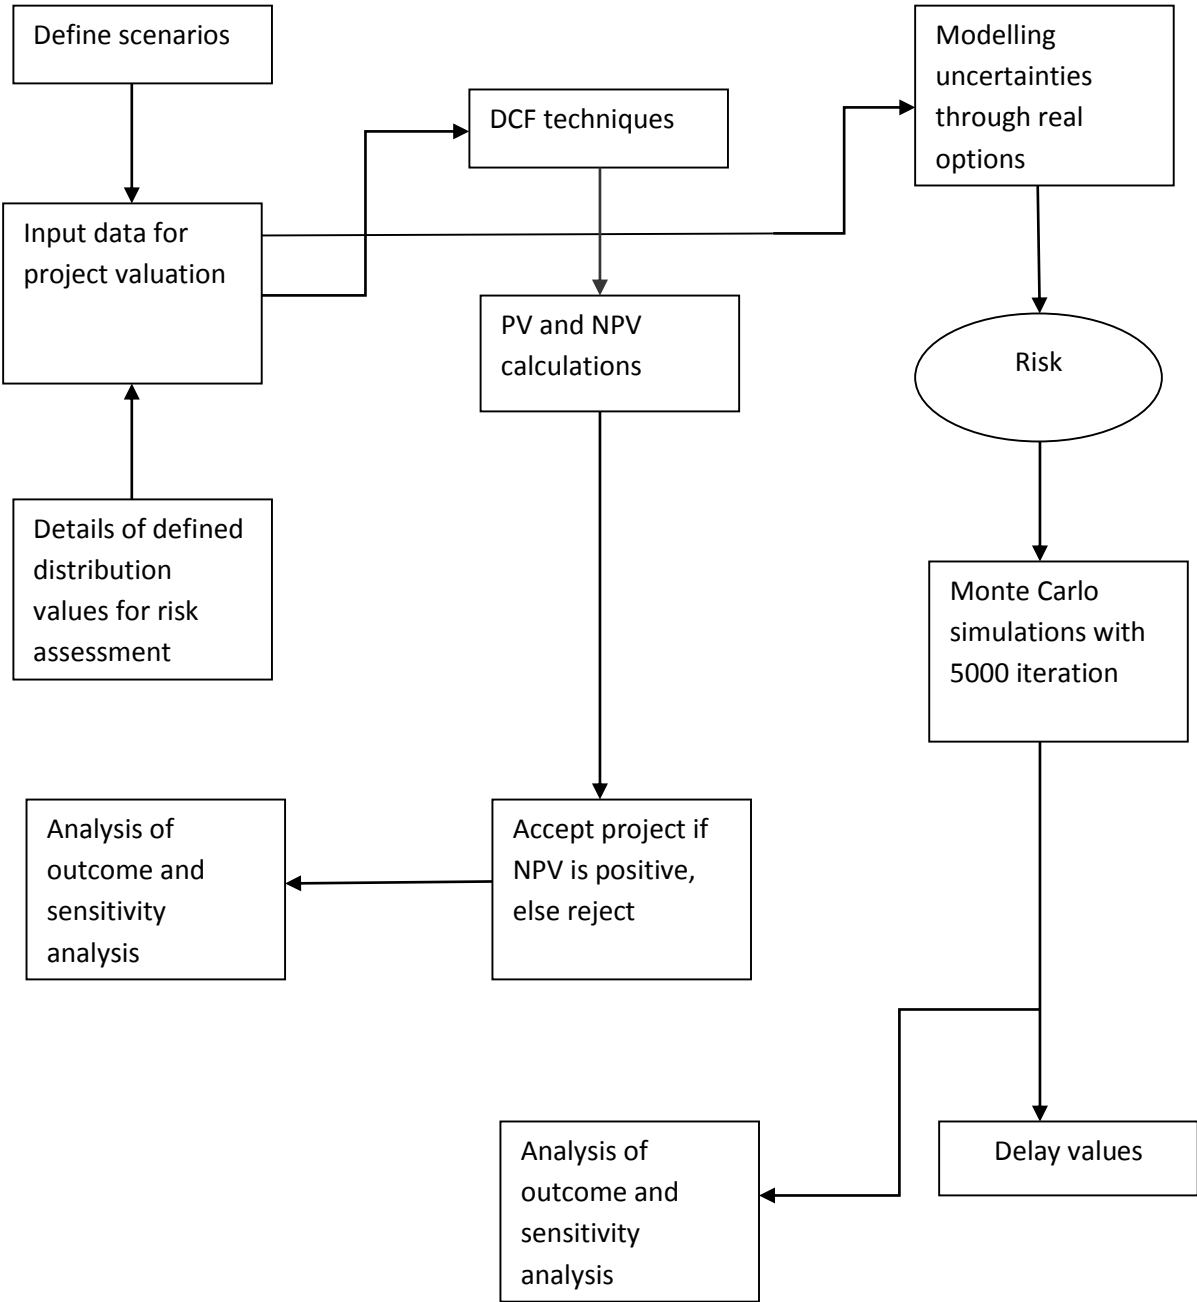 Define scenarios
Modelling
uncertainties
through real
options
DCF techniques
Input data for
project valuation
PV and NPV
calculations
Risk
Details of defined
distribution
values for risk
assessment
Monte Carlo
simulations with
5000 iteration
Analysis of
outcome and
sensitivity
analysis
Accept project if
NPV is positive,
else reject
Analysis of
outcome and
sensitivity
analysis
Delay values